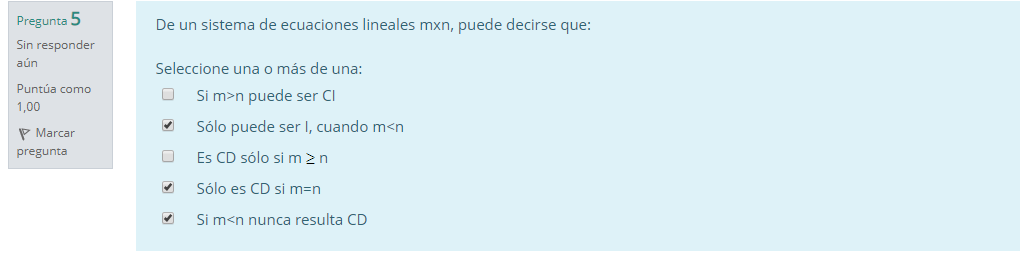 Pregunta 5
Sin responder
aún
Puntúa como
1,00
Marcar
pregunta
De un sistema de ecuaciones lineales mxn, puede decirse que:
Seleccione una o más de una:
Si m>n puede ser CI
Sólo puede ser I, cuando m<n
Es CD sólo si m ≥ n
Sólo es CD si m=n
Si m<n nunca resulta CD